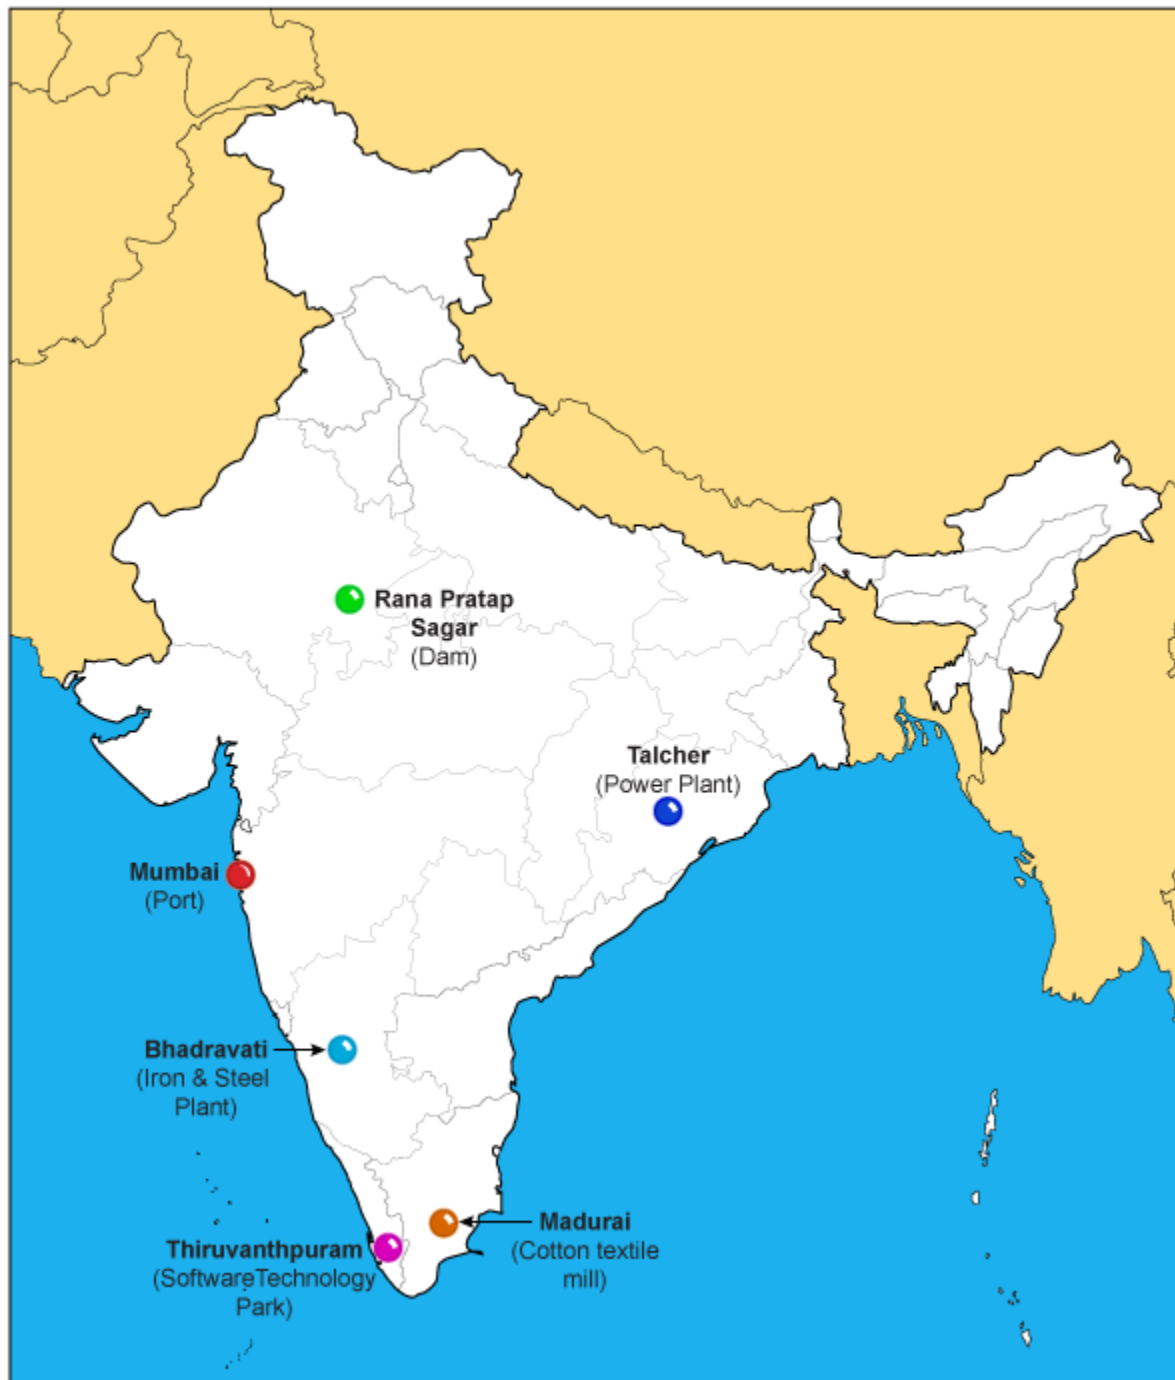 Rana Pratap
Sagar
(Dam)
Talcher
(Power Plant)
Mumbai
(Port)
Bhadravati
(Iron & Steel
Plant)
Madurai
(Cotton textile
mill)
Thiruvanthpuram
(SoftwareTechnology
Park)